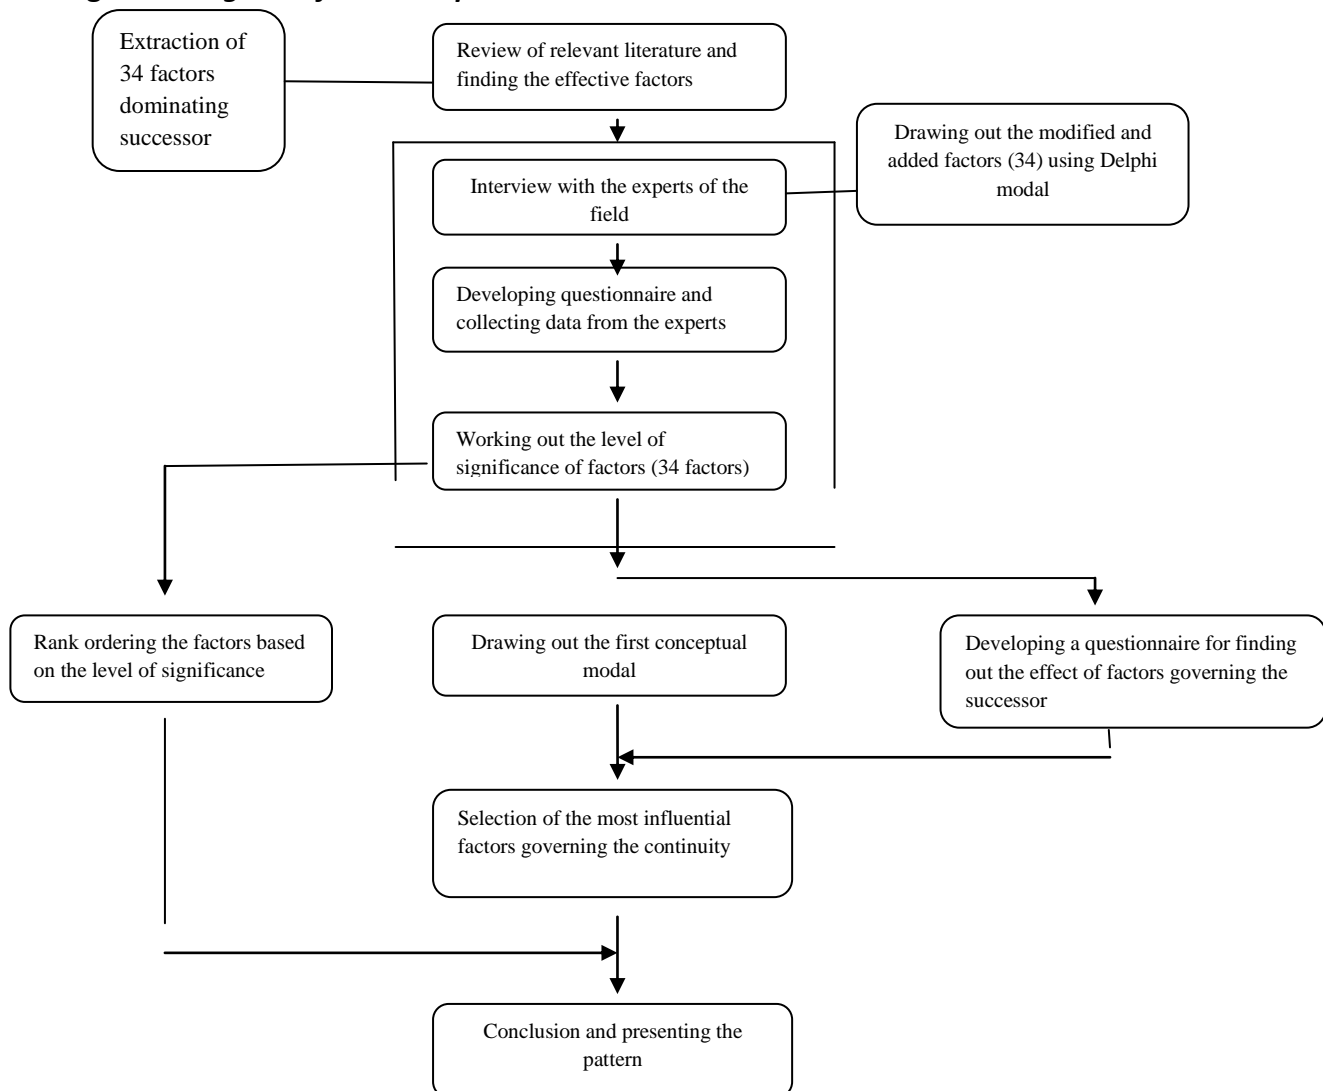 Extraction of
34 factors
dominating
successor
Review of relevant literature and
finding the effective factors
Drawing out the modified and
added factors (34) using Delphi
modal
Interview with the experts of the
field
Developing questionnaire and
collecting data from the experts
Working out the level of
significance of factors (34 factors)
Rank ordering the factors based
on the level of significance
Drawing out the first conceptual
modal
Developing a questionnaire for finding
out the effect of factors governing the
successor
Selection of the most influential
factors governing the continuity
Conclusion and presenting the
pattern